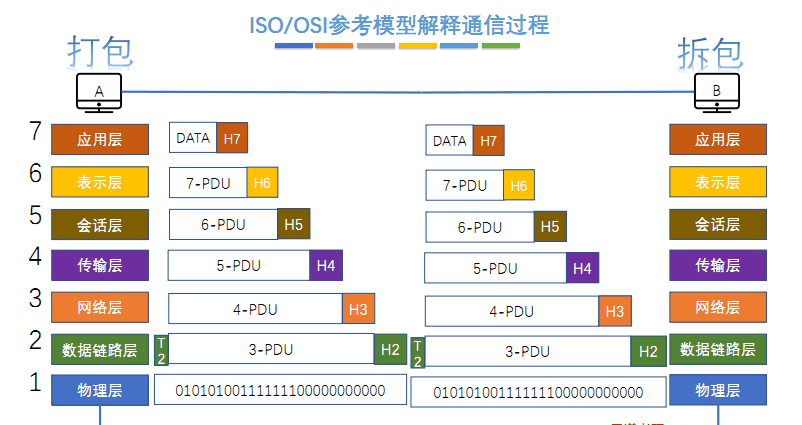 ISO/OSI参考模型解释通信过程
打包
拆包
A
B
7 应用层 DATA H7 DATA H7 应用层
6 表示层 7-PDU H6 7-PDU H6 表示层
5 会话层 6-PDU H5 6-PDU H5 会话层
4 传输层 5-PDU H4 5-PDU H4 传输层
3 网络层 4-PDU H3 4-PDU H3 网络层
2 数据链路层 T2 3-PDU H2 T2 3-PDU H2 数据链路层
1 物理层 01010100111111100000000000 01010100111111100000000000 物理层